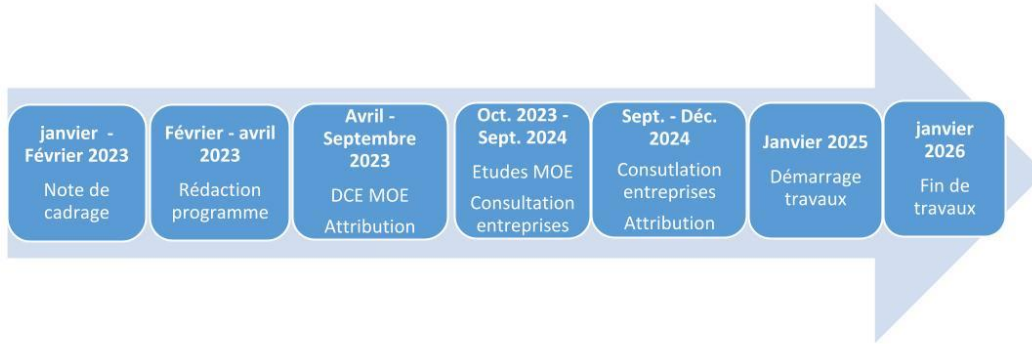 janvier -
Février 2023
Note de
cadrage
Février - avril
2023
Rédaction
programme
Avril -
Septembre
2023
DCE MOE
Attribution
Oct. 2023 -
Sept. 2024
Etudes MOE
Consultation
entreprises
Sept. - Déc.
2024
Consutlation
entreprises
Attribution
Janvier 2025
Démarrage
travaux
janvier
2026
Fin de
travaux